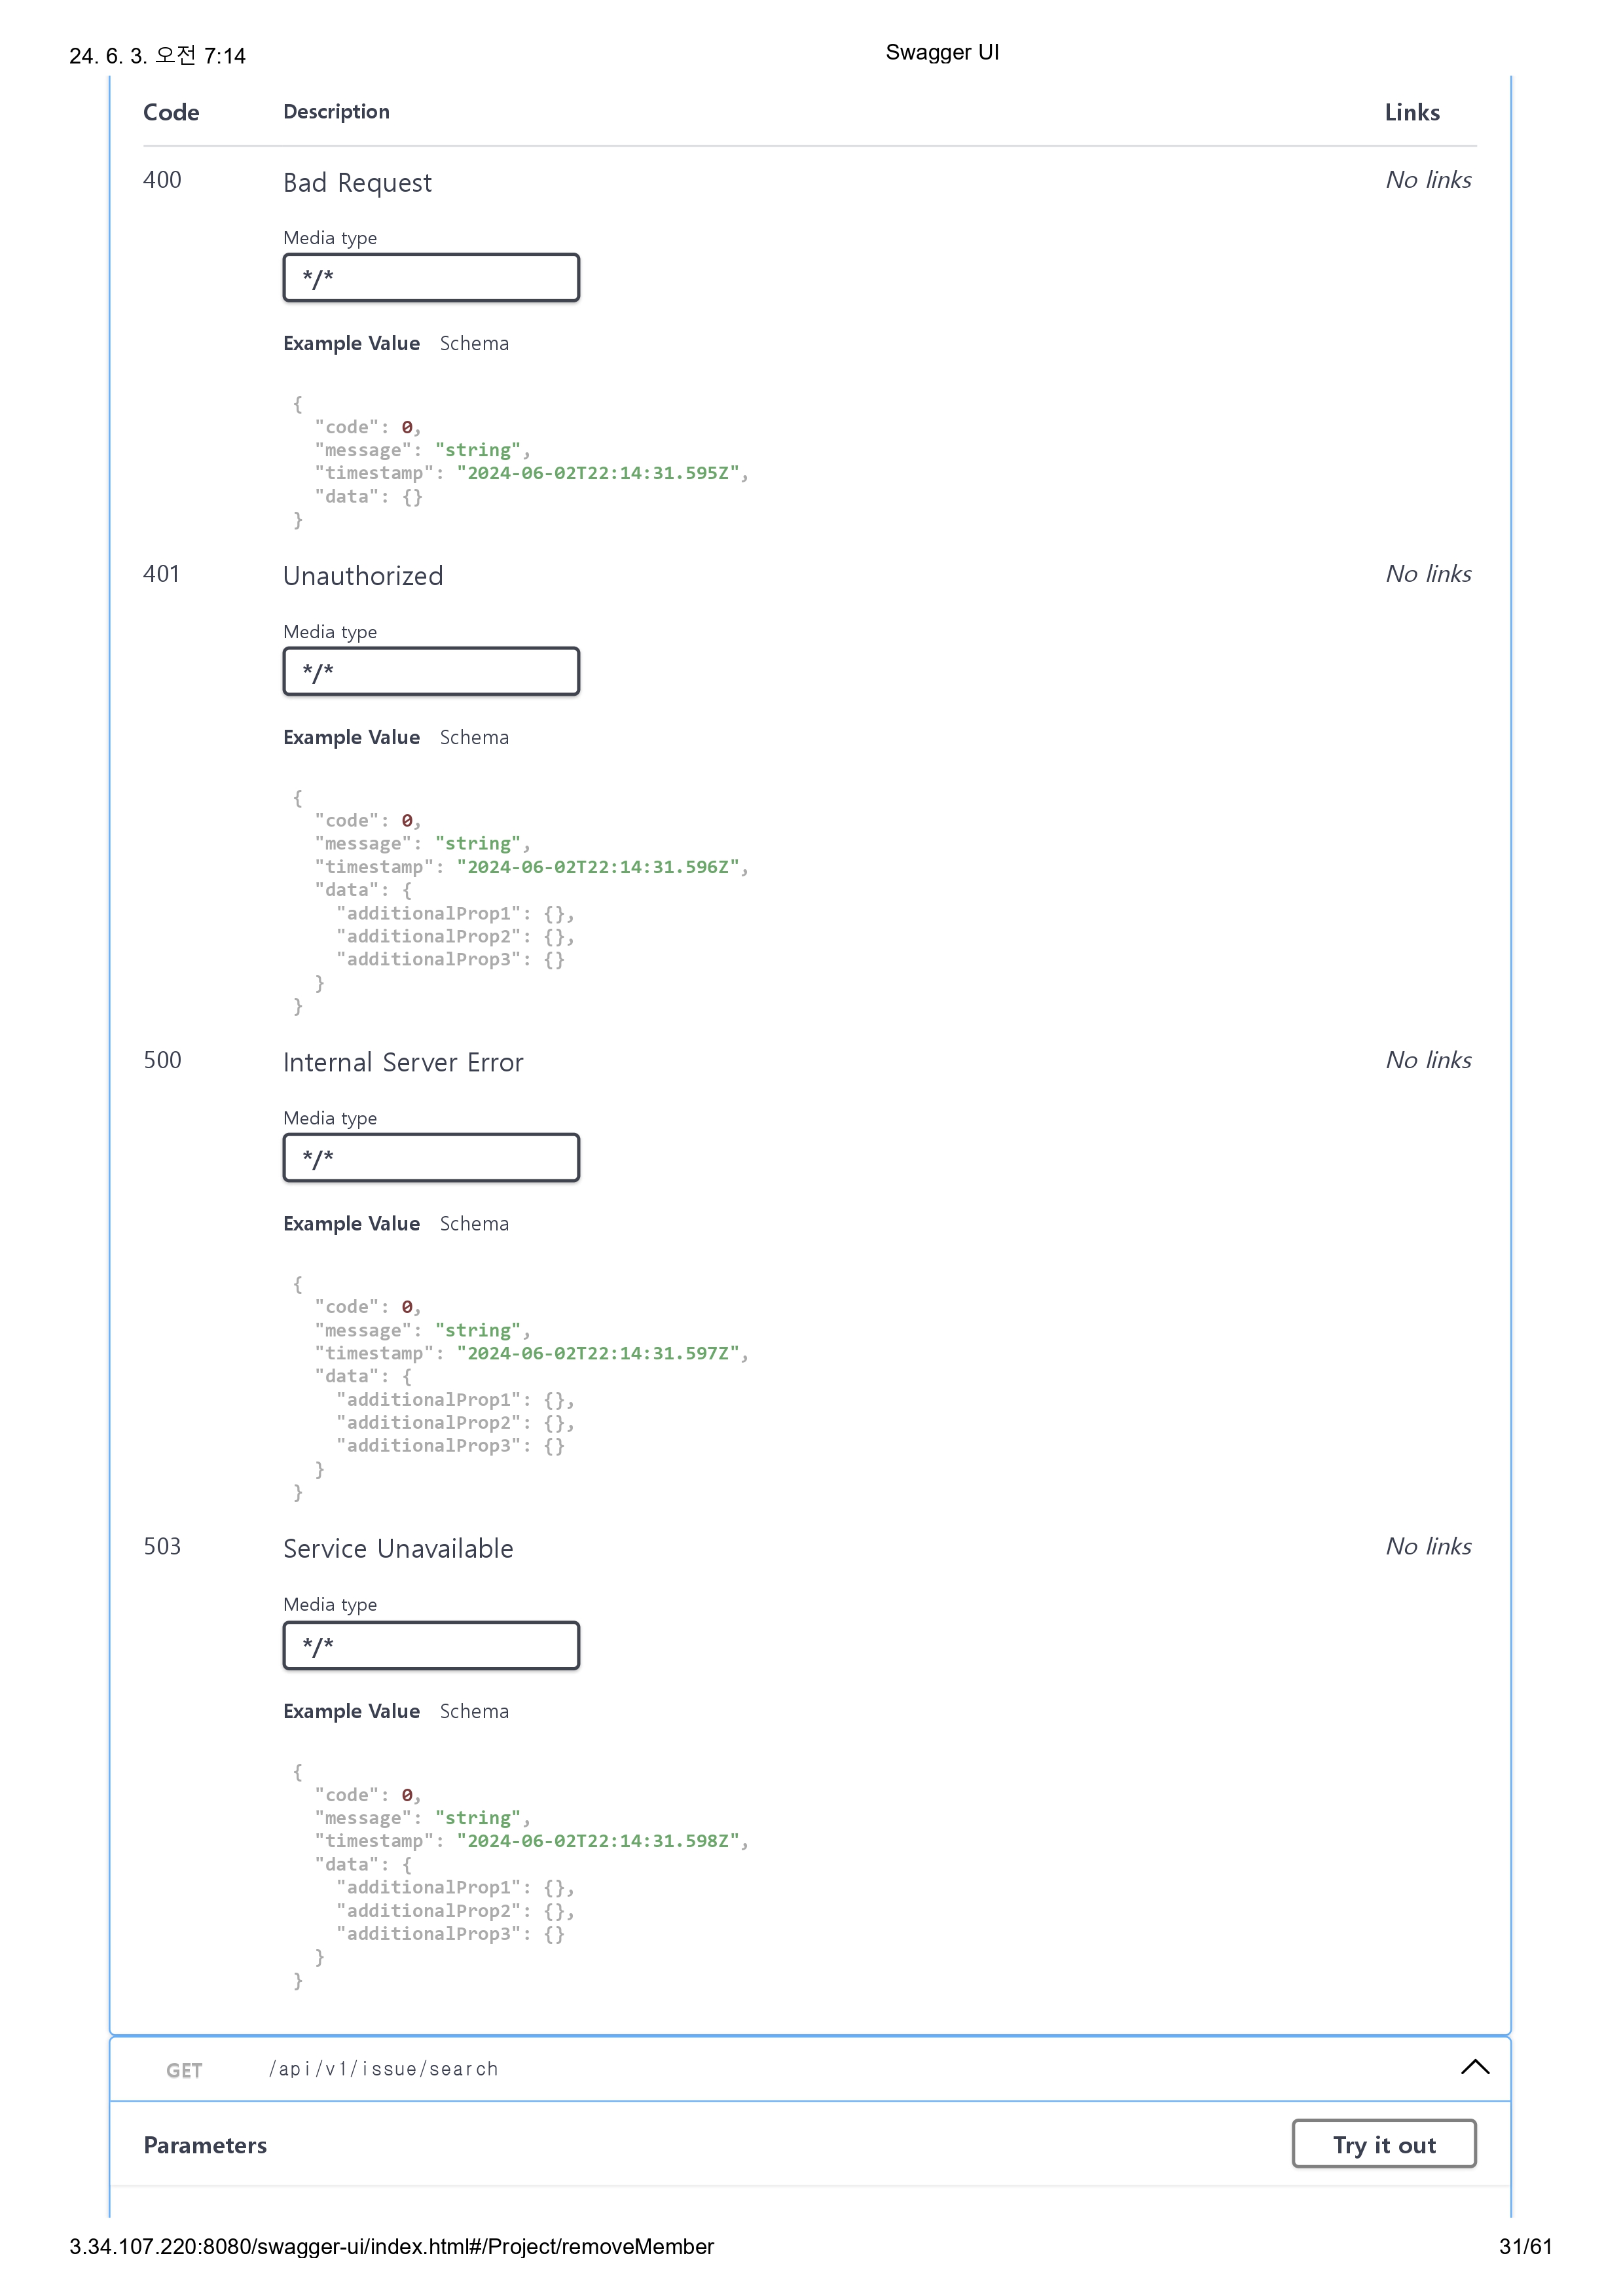 24. 6. 3. 오전 7:14 Swagger UI
Code Description Links
400 Bad Request No links
Media type
*/*
Example Value Schema
{
"code": 0,
"message": "string",
"timestamp": "2024-06-02T22:14:31.595Z",
"data": {}
}
401 Unauthorized No links
Media type
*/*
Example Value Schema
{
"code": 0,
"message": "string",
"timestamp": "2024-06-02T22:14:31.596Z",
"data": {
"additionalProp1": {},
"additionalProp2": {},
"additionalProp3": {}
}
}
500 Internal Server Error No links
Media type
*/*
Example Value Schema
{
"code": 0,
"message": "string",
"timestamp": "2024-06-02T22:14:31.597Z",
"data": {
"additionalProp1": {},
"additionalProp2": {},
"additionalProp3": {}
}
}
503 Service Unavailable No links
Media type
*/*
Example Value Schema
{
"code": 0,
"message": "string",
"timestamp": "2024-06-02T22:14:31.598Z",
"data": {
"additionalProp1": {},
"additionalProp2": {},
"additionalProp3": {}
}
}
GET /api/v1/issue/search
Parameters Try it out
3.34.107.220:8080/swagger-ui/index.html#/Project/removeMember 31/61